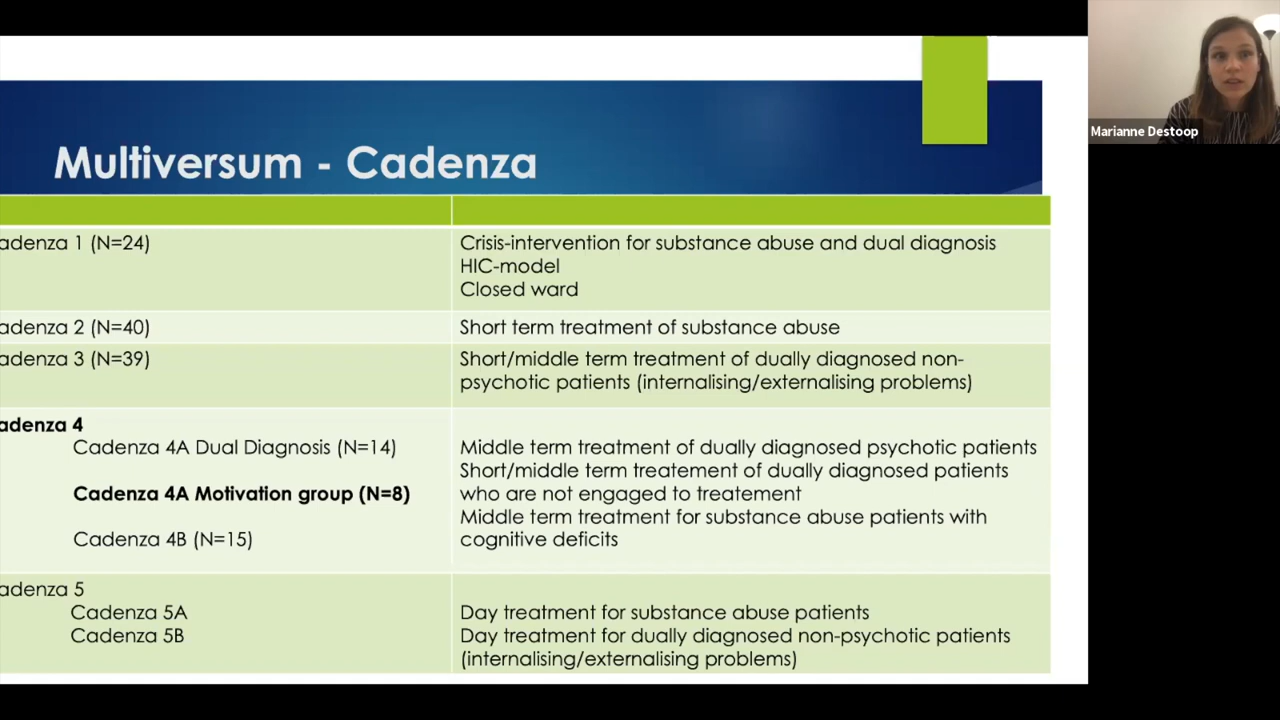 Marianne Destoop
Multiversum - Cadenza
adenza 1 (N=24)
Crisis-intervention for substance abuse and dual diagnosis
HIC-model
Closed ward
adenza 2 (N=40)
Short term treatment of substance abuse
adenza 3 (N=39)
Short/middle term treatment of dually diagnosed non-
psychotic patients (internalising/externalising problems)
adenza 4
Cadenza 4A Dual Diagnosis (N=14)
Cadenza 4A Motivation group (N=8)
Cadenza 4B (N=15)
Middle term treatment of dually diagnosed psychotic patients
Short/middle term treatement of dually diagnosed patients
who are not engaged to treatement
Middle term treatment for substance abuse patients with
cognitive deficits
adenza 5
Cadenza 5A
Cadenza 5B
Day treatment for substance abuse patients
Day treatment for dually diagnosed non-psychotic patients
(internalising/externalising problems)